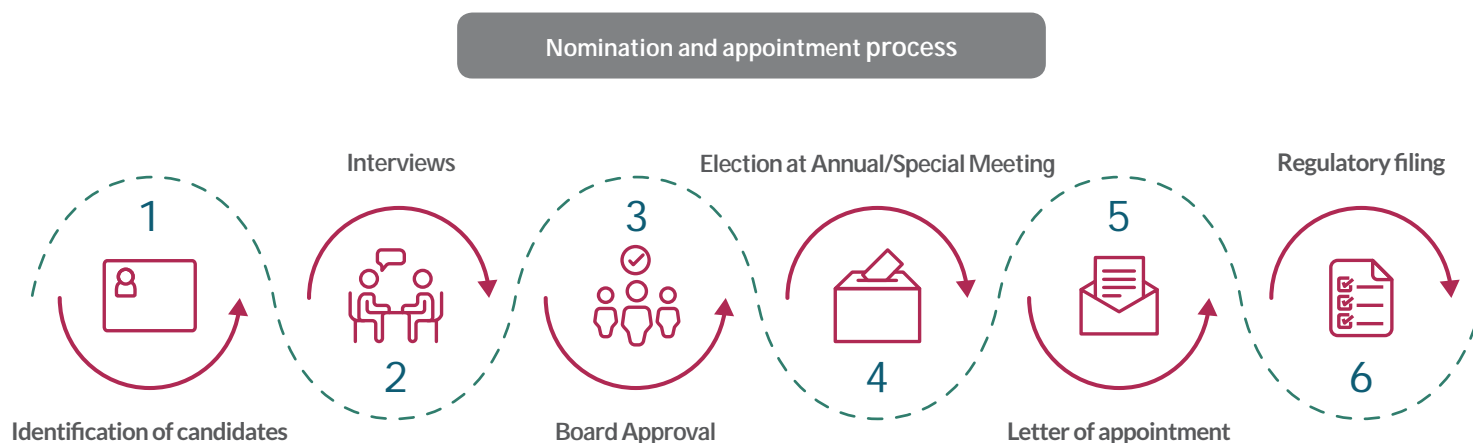 Nomination and appointment process
1
Identification of candidates
Interviews
2
3
Board Approval
Election at Annual/Special Meeting
4
5
Letter of appointment
Regulatory filing
6